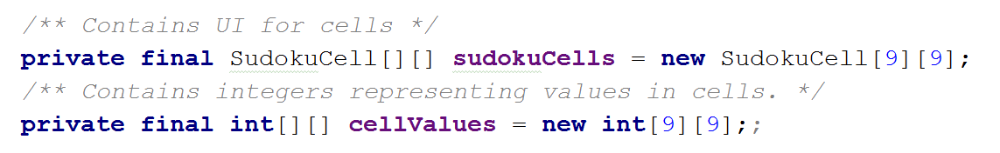 /** Contains UI for cells */
private final SudokuCell[][] sudokuCells = new SudokuCell[9][9];
/** Contains integers representing values in cells. */
private final int[][] cellValues = new int[9][9];;